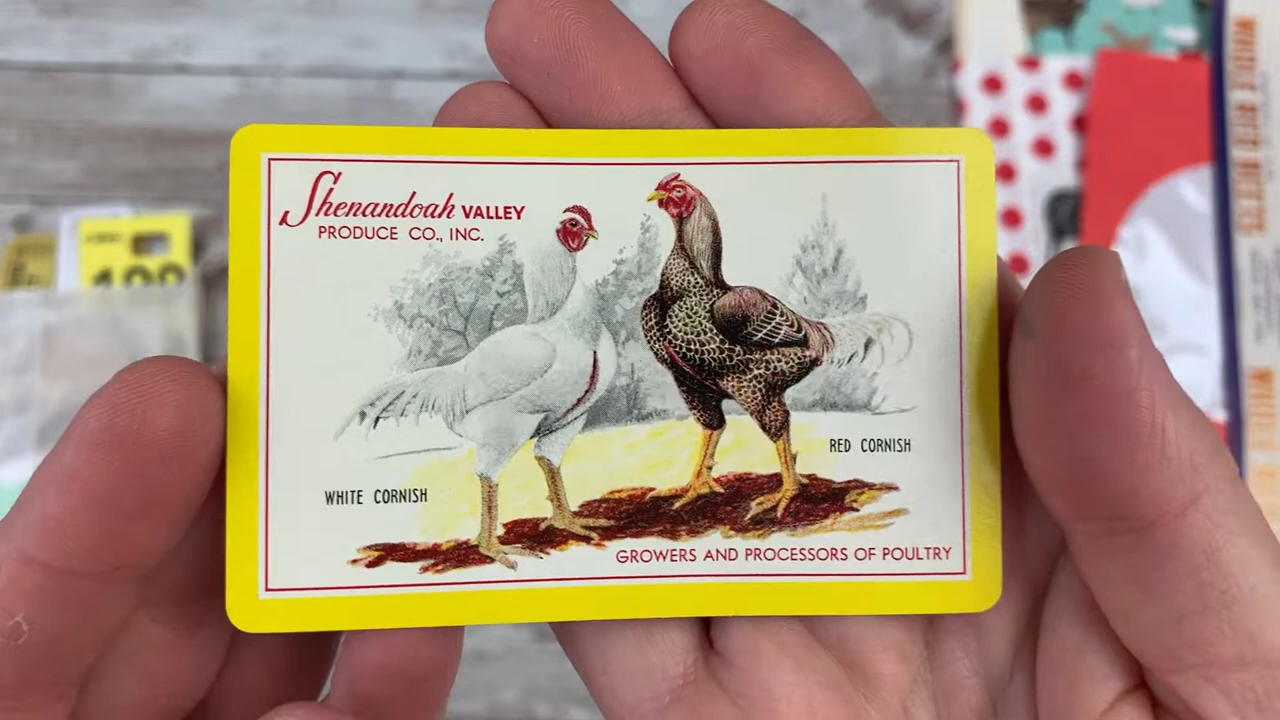 Shenandoah VALLEY
PRODUCE CO., INC.
RED CORNISH
WHITE CORNISH
GROWERS AND PROCESSORS OF POULTRY